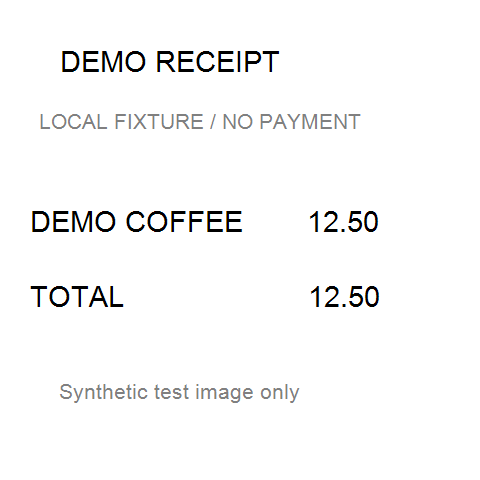 DEMO RECEIPT
LOCAL FIXTURE / NO PAYMENT
DEMO COFFEE 12.50
TOTAL 12.50
Synthetic test image only